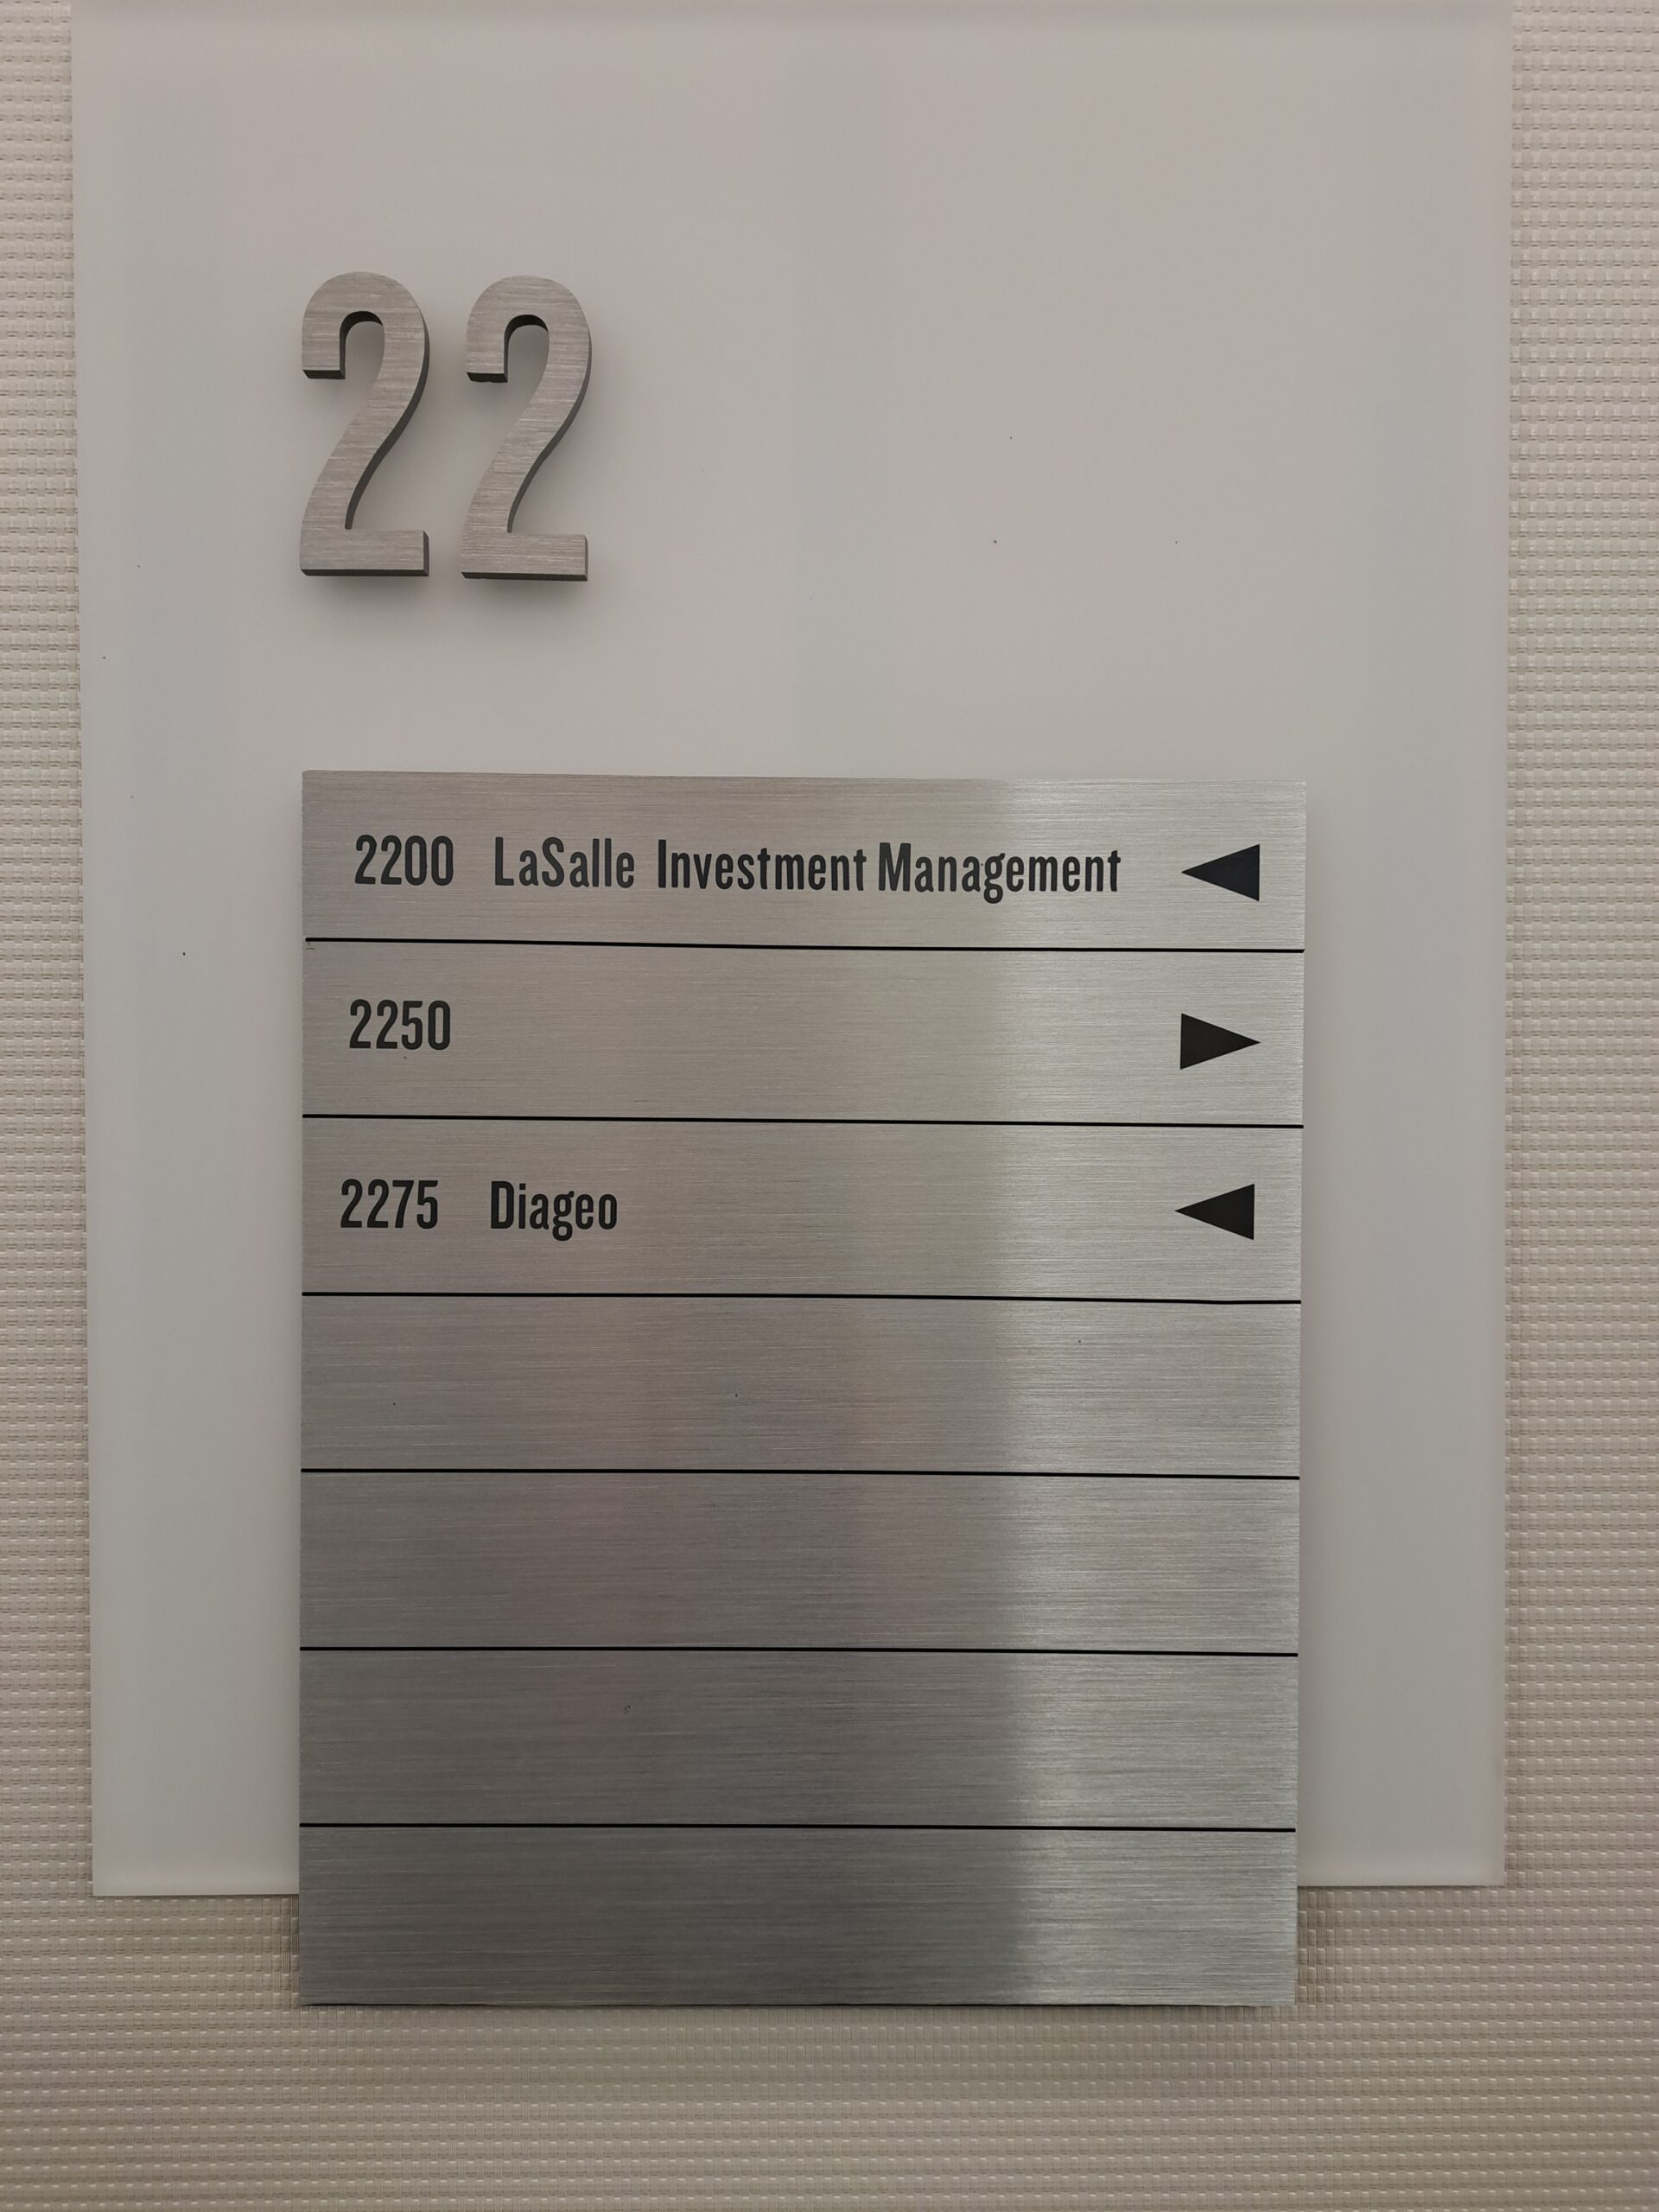 22
2200 LaSalle Investment Management ◀
2250 ▶
2275 Diageo ◀